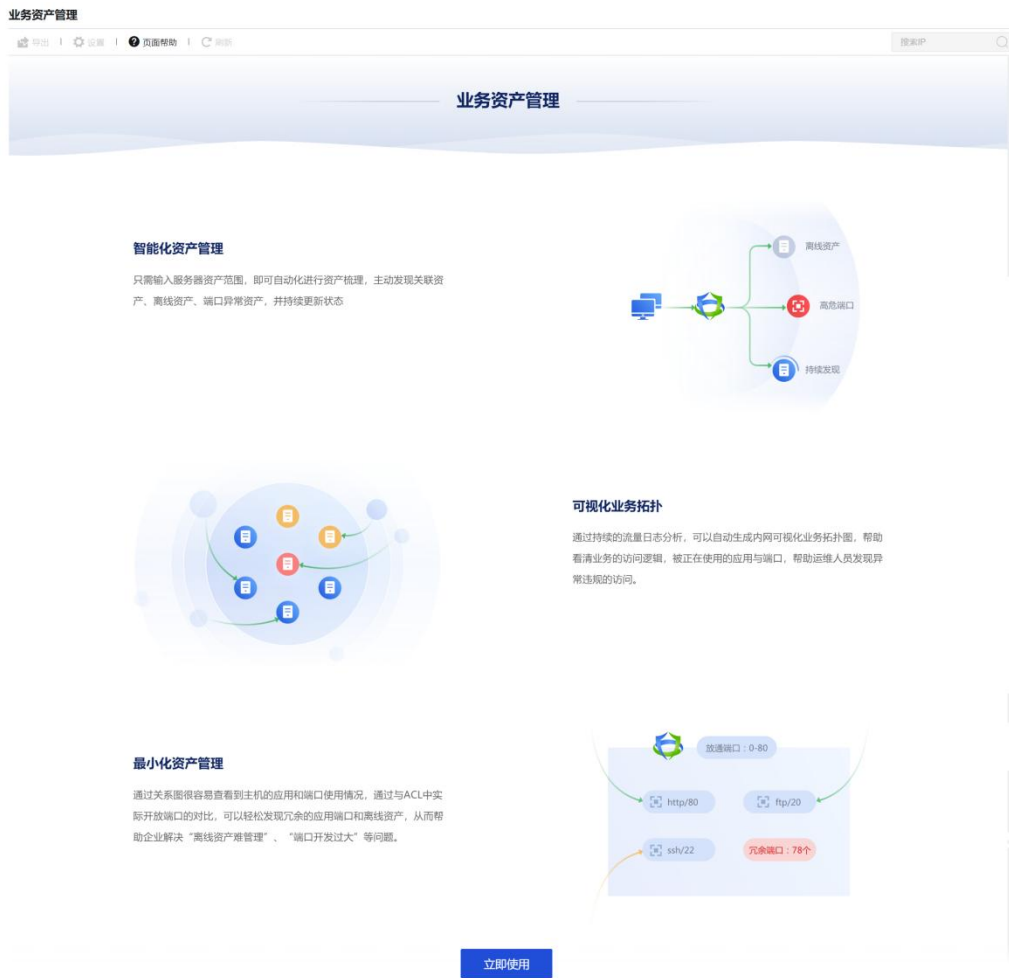 业务资产管理
导出 设置 页面帮助 刷新 搜索IP
业务资产管理
智能化资产管理
只需输入服务器资产范围，即可自动化进行资产梳理，主动发现关联资
产、离线资产、端口异常资产，并持续更新状态
离线资产
高危端口
持续发现
可视化业务拓扑
通过持续的流量日志分析，可以自动生成内网可视化业务拓扑图，帮助
看清业务的访问逻辑，被正在使用的应用与端口，帮助运维人员发现异
常违规的访问。
最小化资产管理
通过关系图很容易查看到主机的应用和端口使用情况，通过与ACL中实
际开放端口的对比，可以轻松发现冗余的应用端口和离线资产，从而帮
助企业解决“离线资产难管理”、“端口开发过大”等问题。
放通端口：0-80
http/80 ftp/20
ssh/22 冗余端口：78个
立即使用